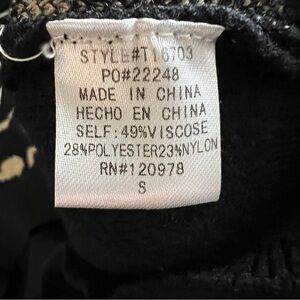 STYLE#T16703
PO#22248
MADE IN CHINA
HECHO EN CHINA
SELF:49%VISCOSE
28%POLYESTER23%NYLON
RN#120978
S